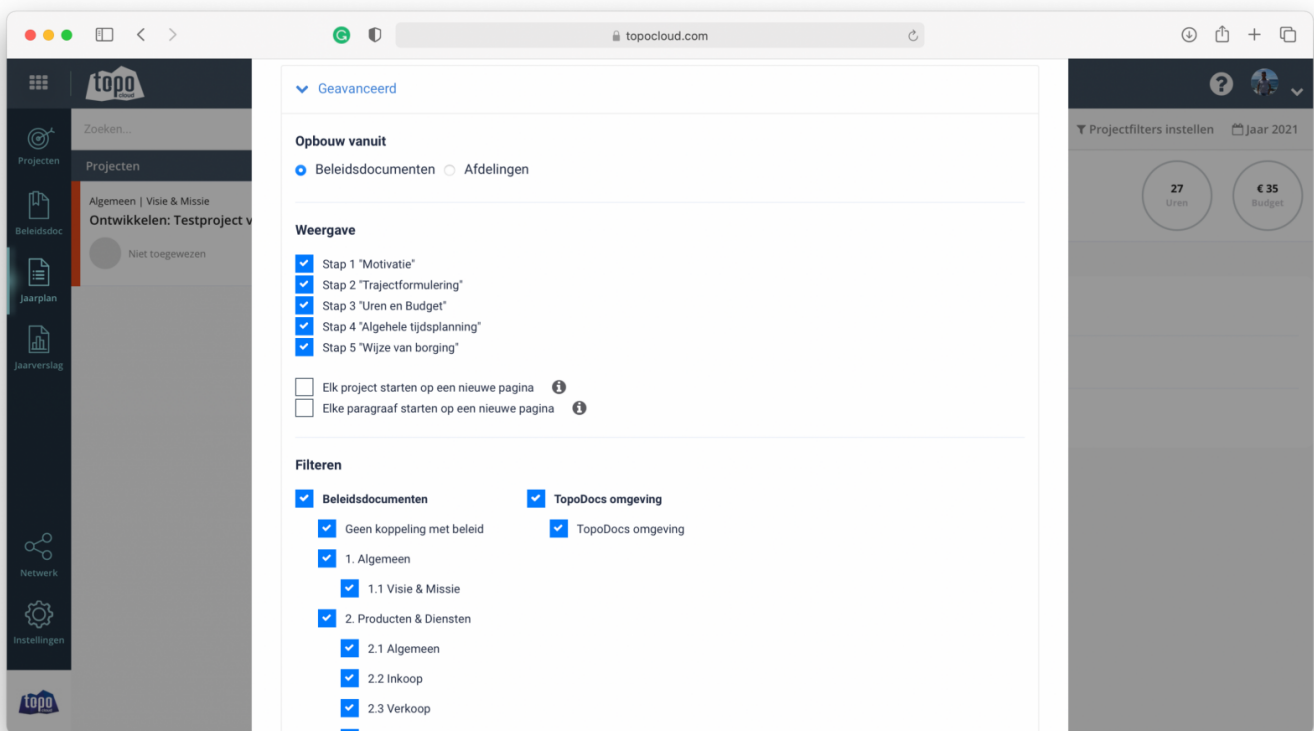 topocloud.com
topo
cloud
Zoeken...
Projecten
Algemeen | Visie & Missie
Ontwikkelen: Testproject v
Niet toegewezen
Projecten
Beleidsdoc
Jaarplan
Jaarverslag
Netwerk
Instellingen
topo
cloud
Geavanceerd
Opbouw vanuit
Beleidsdocumenten Afdelingen
Weergave
Stap 1 "Motivatie"
Stap 2 "Trajectformulering"
Stap 3 "Uren en Budget"
Stap 4 "Algehele tijdsplanning"
Stap 5 "Wijze van borging"
Elk project starten op een nieuwe pagina
Elke paragraaf starten op een nieuwe pagina
Filteren
Beleidsdocumenten
Geen koppeling met beleid
1. Algemeen
1.1 Visie & Missie
2. Producten & Diensten
2.1 Algemeen
2.2 Inkoop
2.3 Verkoop
TopoDocs omgeving
TopoDocs omgeving
Projectfilters instellen Jaar 2021
27
Uren
€ 35
Budget